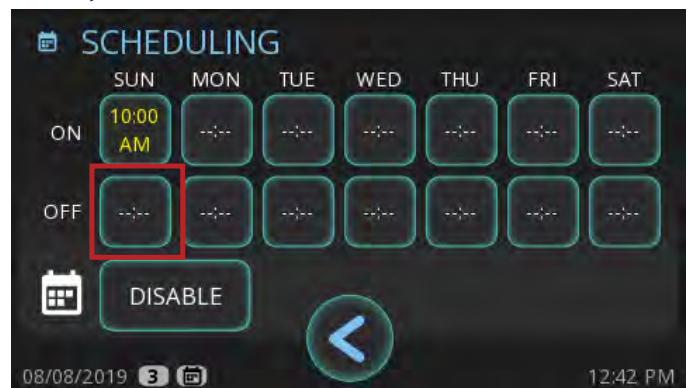 SCHEDULING
SUN MON TUE WED THU FRI SAT
ON 10:00 AM --:-- --:-- --:-- --:-- --:-- --:--
OFF --:-- --:-- --:-- --:-- --:-- --:-- --:--
DISABLE
08/08/2019 3 12:42 PM